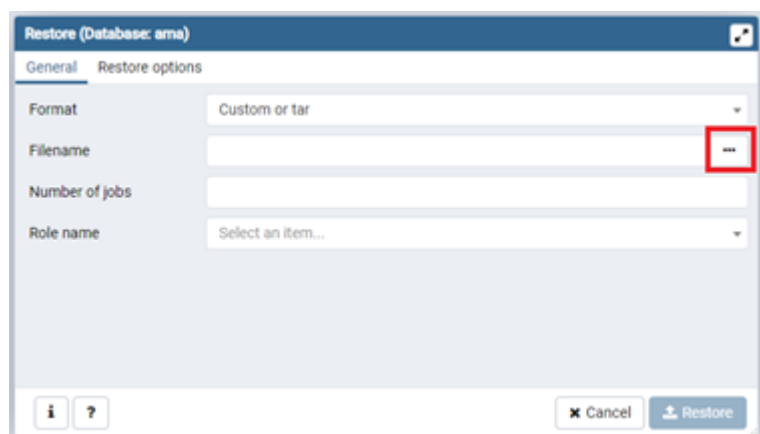 Restore (Database: ama)
General Restore options
Format Custom or tar
Filename ...
Number of jobs
Role name Select an item...
i ? Cancel Restore